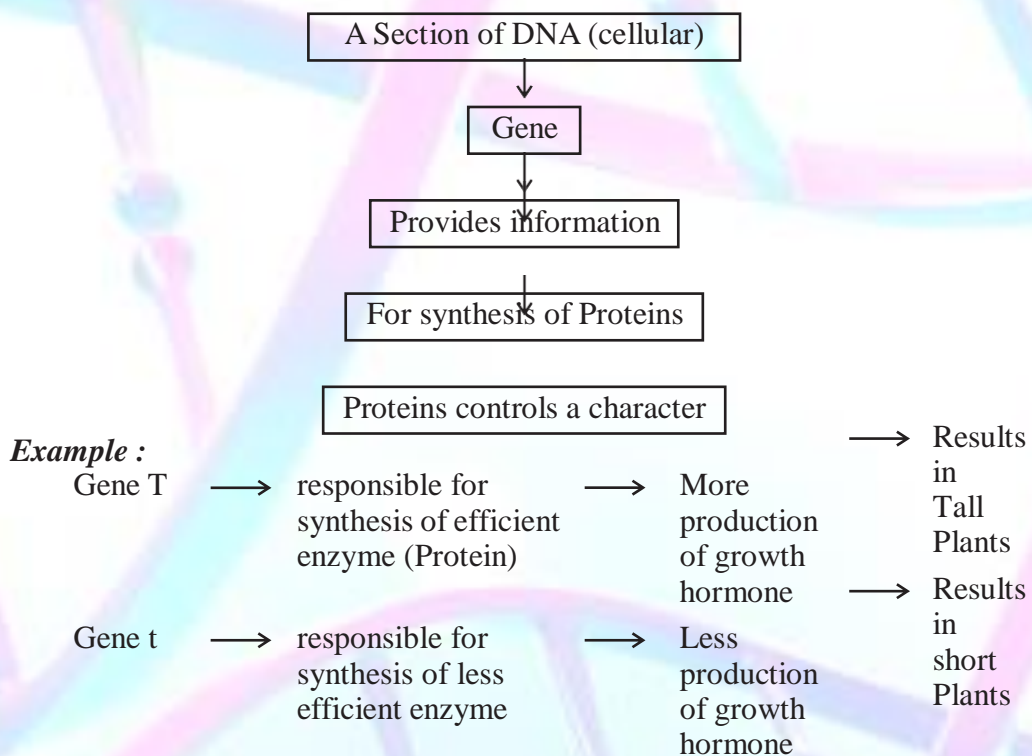 A Section of DNA (cellular)
Gene
Provides information
For synthesis of Proteins
Proteins controls a character
Example :
Gene T
responsible for
synthesis of efficient
enzyme (Protein)
More
production
of growth
hormone
Results
in
Tall
Plants
Gene t
responsible for
synthesis of less
efficient enzyme
Less
production
of growth
hormone
Results
in
short
Plants